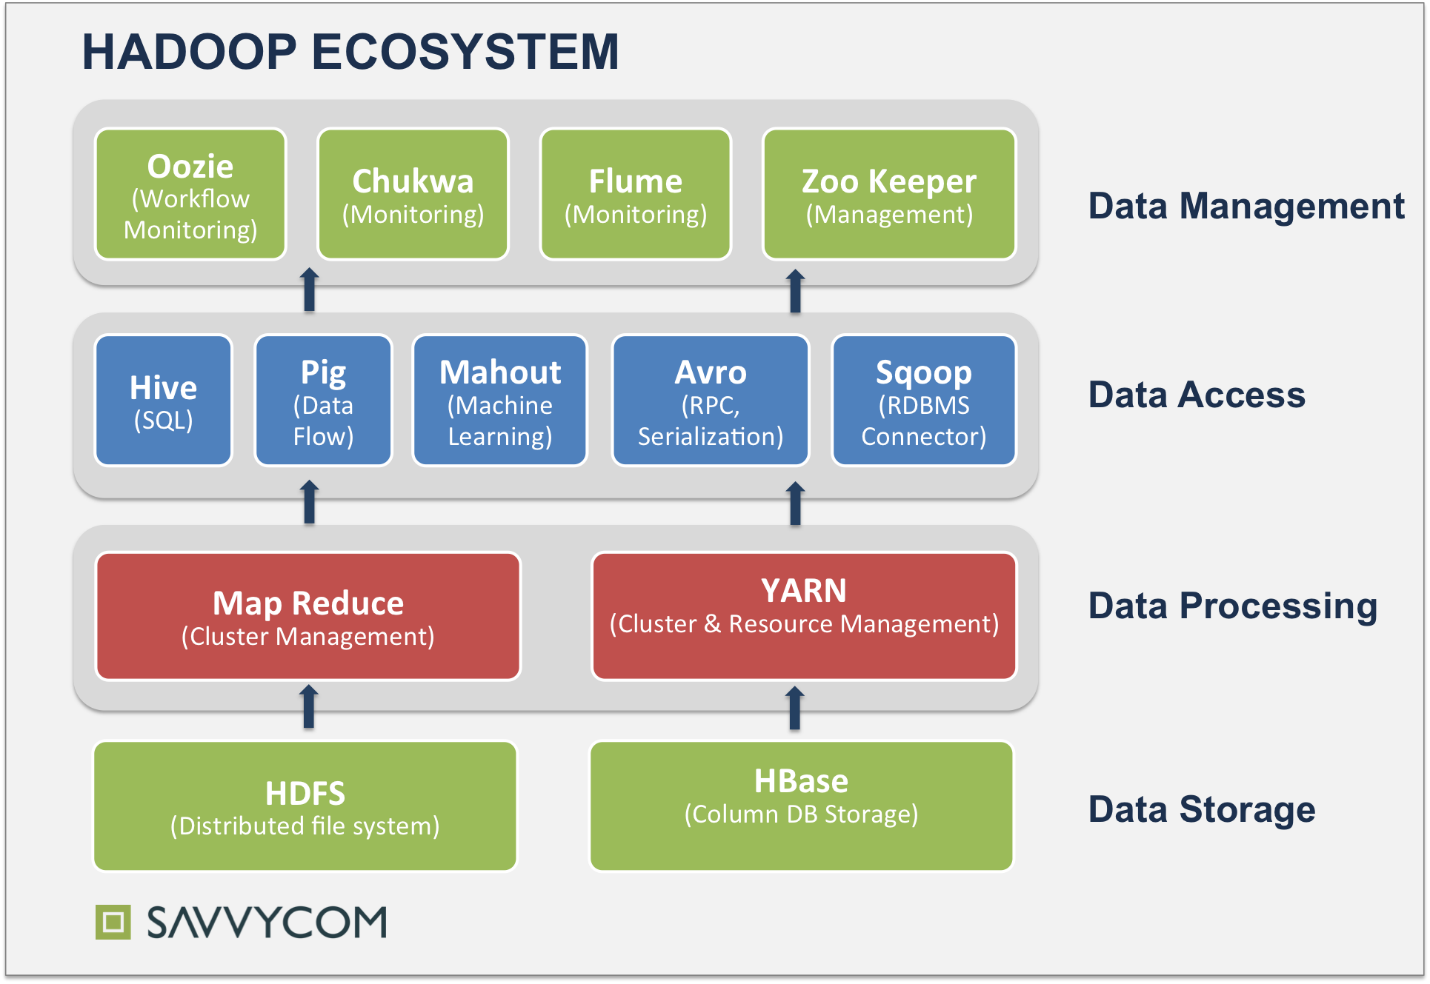 HADOOP ECOSYSTEM
Oozie
(Workflow
Monitoring)
Chukwa
(Monitoring)
Flume
(Monitoring)
Zoo Keeper
(Management)
Data Management
Hive
(SQL)
Pig
(Data
Flow)
Mahout
(Machine
Learning)
Avro
(RPC,
Serialization)
Sqoop
(RDBMS
Connector)
Data Access
Map Reduce
(Cluster Management)
YARN
(Cluster & Resource Management)
Data Processing
HDFS
(Distributed file system)
HBase
(Column DB Storage)
Data Storage
SAVVYCOM